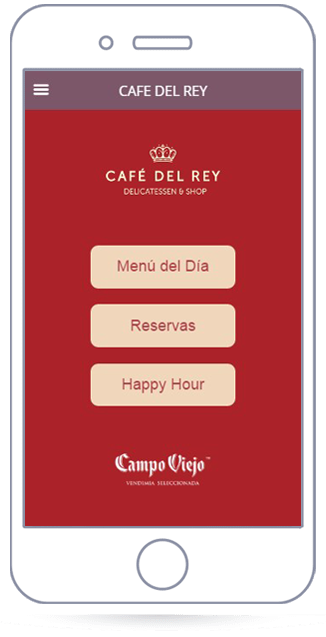 CAFE DEL REY
CAFÉ DEL REY
DELICATESSEN & SHOP
Menú del Día
Reservas
Happy Hour
Campo Viejo™
VENDIMIA SELECCIONADA